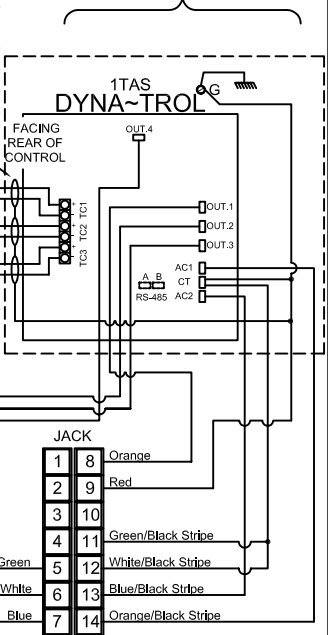 1TAS
DYNA~TROL
G
FACING
REAR OF
CONTROL
OUT.4
+
-
TC1
+
-
TC2
+
-
TC3
OUT.1
OUT.2
OUT.3
AC1
A B
CT
RS-485
AC2
JACK
1 8 Orange
2 9 Red
3 10
4 11 Green/Black Stripe
Green 5 12 White/Black Stripe
White 6 13 Blue/Black Stripe
Blue 7 14 Orange/Black Stripe